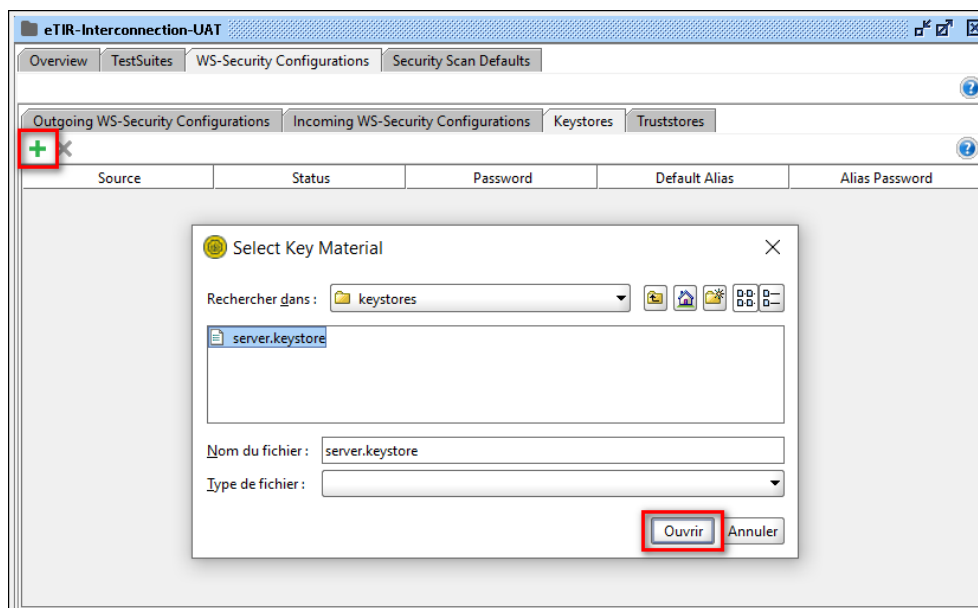 eTIR-Interconnection-UAT
Overview TestSuites WS-Security Configurations Security Scan Defaults
Outgoing WS-Security Configurations Incoming WS-Security Configurations Keystores Truststores
Source Status Password Default Alias Alias Password
Select Key Material
Rechercher dans : keystores
server.keystore
Nom du fichier : server.keystore
Type de fichier :
Ouvrir Annuler